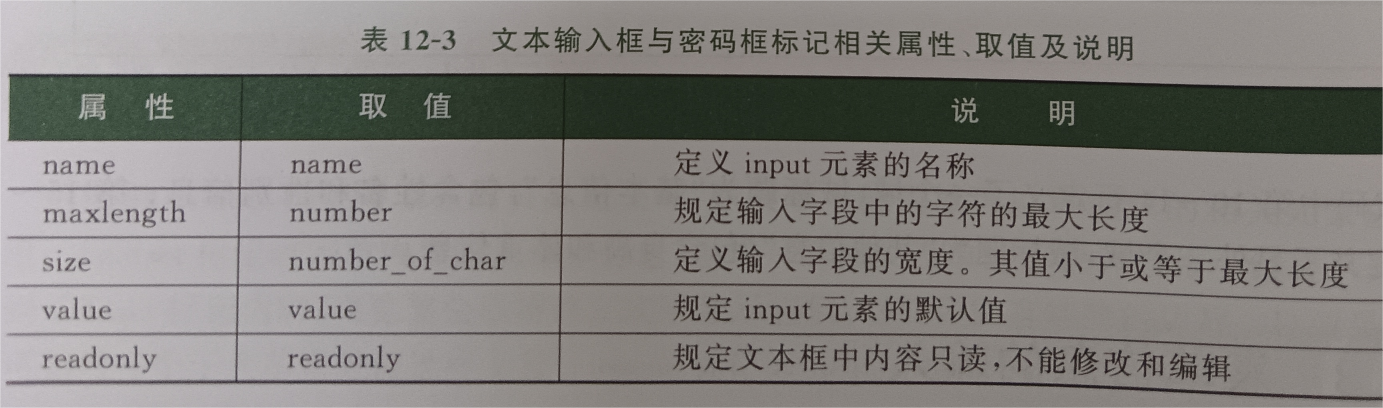 表 12-3 文本输入框与密码框标记相关属性、取值及说明
属 性 取 值 说 明
name name 定义 input 元素的名称
maxlength number 规定输入字段中的字符的最大长度
size number_of_char 定义输入字段的宽度。其值小于或等于最大长度
value value 规定 input 元素的默认值
readonly readonly 规定文本框中内容只读,不能修改和编辑